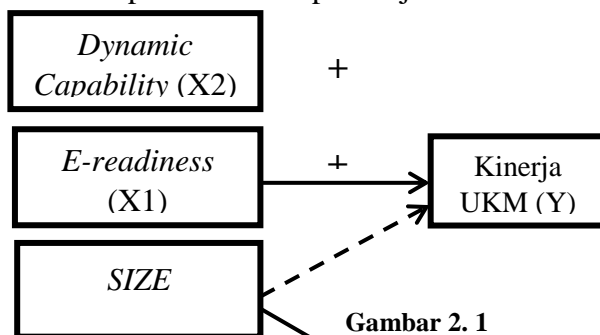 Dynamic
Capability (X2)
+
E-readiness
(X1)
+
Kinerja
UKM (Y)
SIZE
Gambar 2. 1